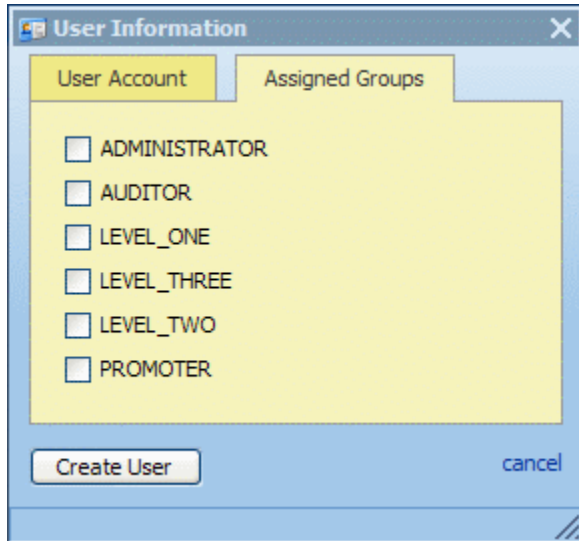 User Information
User Account Assigned Groups
ADMINISTRATOR
AUDITOR
LEVEL_ONE
LEVEL_THREE
LEVEL_TWO
PROMOTER
Create User cancel